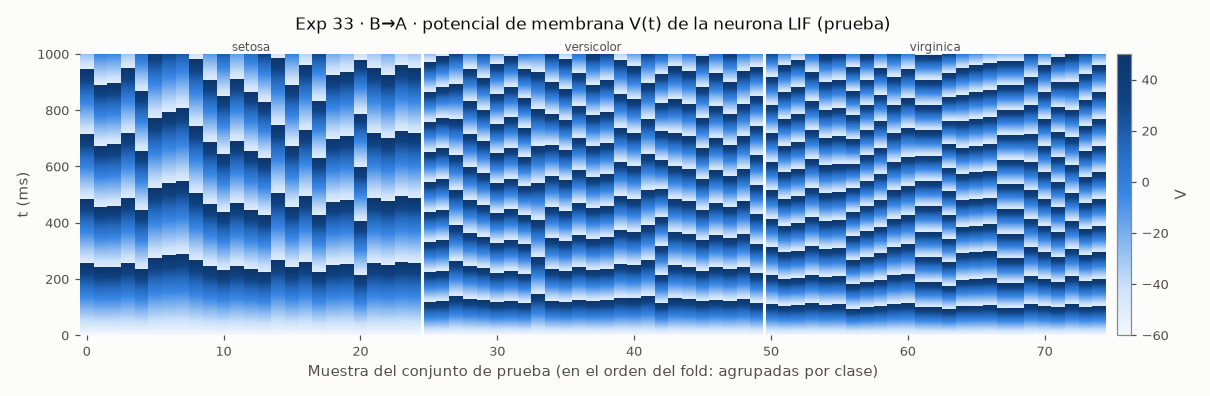 Exp 33 · B→A · potencial de membrana V(t) de la neurona LIF (prueba)
setosa versicolor virginica
1000
800
600
400
200
0
t (ms)
0 10 20 30 40 50 60 70
Muestra del conjunto de prueba (en el orden del fold: agrupadas por clase)
40
20
0
−20
−40
−60
V